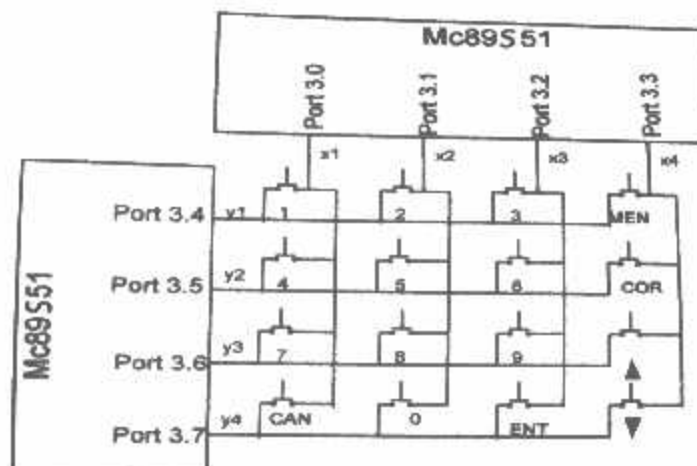 Mc89S51
Port 3.0 Port 3.1 Port 3.2 Port 3.3
x1 x2 x3 x4
Mc89S51
Port 3.4 y1 1 2 3 MEN
Port 3.5 y2 4 5 6 COR
Port 3.6 y3 7 8 9
Port 3.7 y4 CAN 0 ENT